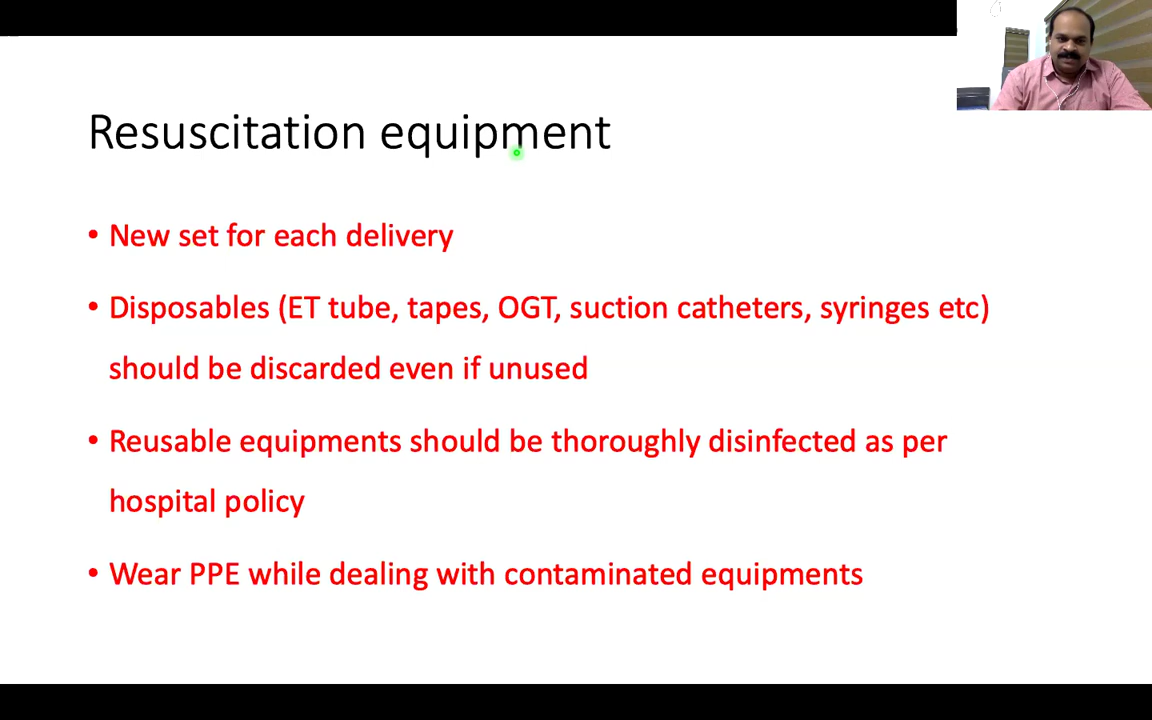 Resuscitation equipment
• New set for each delivery
• Disposables (ET tube, tapes, OGT, suction catheters, syringes etc)
should be discarded even if unused
• Reusable equipments should be thoroughly disinfected as per
hospital policy
• Wear PPE while dealing with contaminated equipments